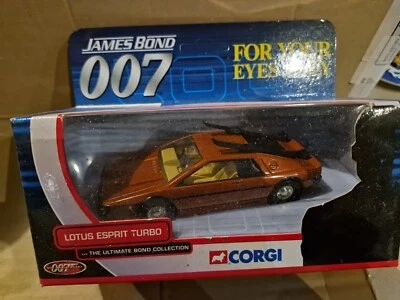 JAMES BOND
007
FOR YOUR
EYES ONLY
LOTUS ESPRIT TURBO
... THE ULTIMATE BOND COLLECTION
007
CORGI